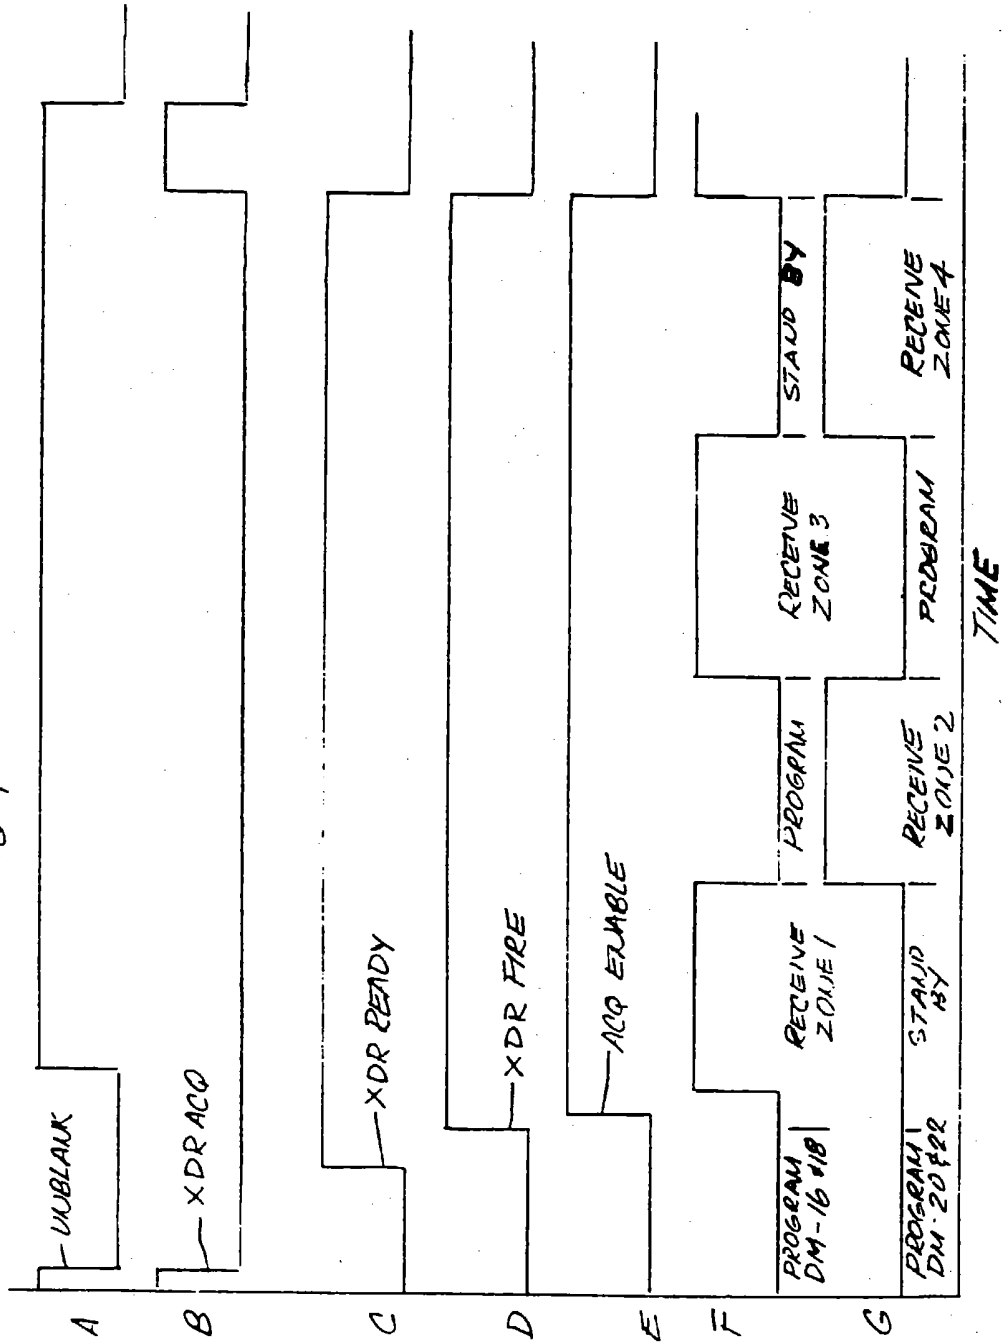 A
UNBLANK
B
XDR ACQ
C
XDR READY
D
XDR FIRE
E
ACQ ENABLE
F
PROGRAM
DM-16 &18
RECEIVE
ZONE 1
PROGRAM
RECEIVE
ZONE 3
STAND BY
G
PROGRAM
DM-20 &22
STAND
BY
RECEIVE
ZONE 2
PROGRAM
RECEIVE
ZONE 4
TIME